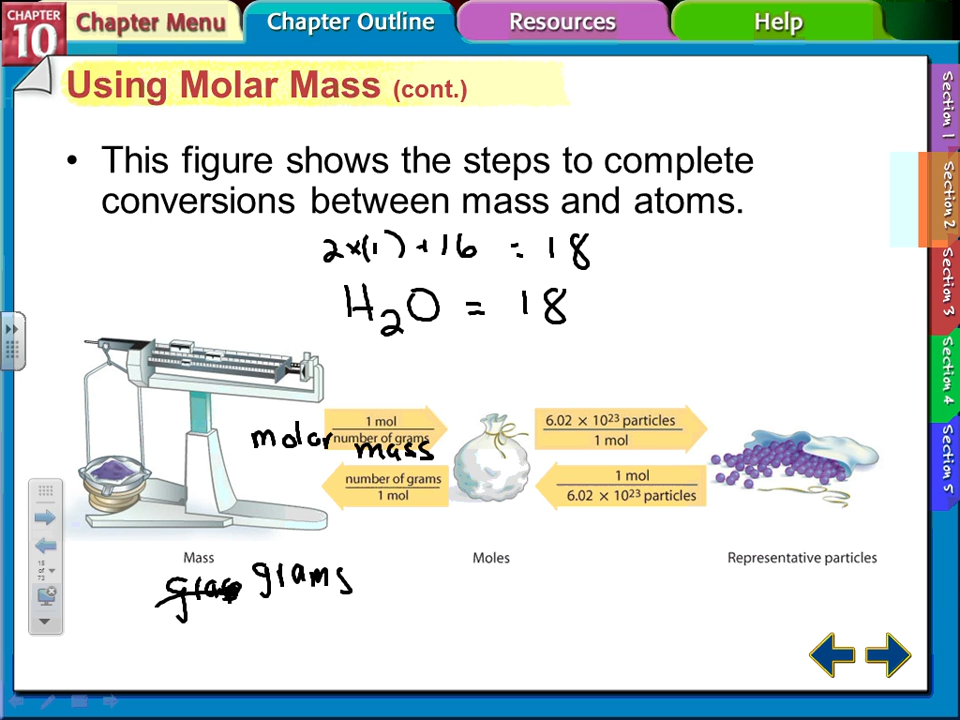 CHAPTER
10
Chapter Menu
Chapter Outline
Resources
Help
Using Molar Mass (cont.)
• This figure shows the steps to complete
conversions between mass and atoms.
2×(1)+16 = 18
H₂O = 18
1 mol
number of grams
molar mass
number of grams
1 mol
6.02 × 10²³ particles
1 mol
1 mol
6.02 × 10²³ particles
Mass
Moles
Representative particles
grams
Section 1
Section 2
Section 3
Section 4
Section 5
18
of
73